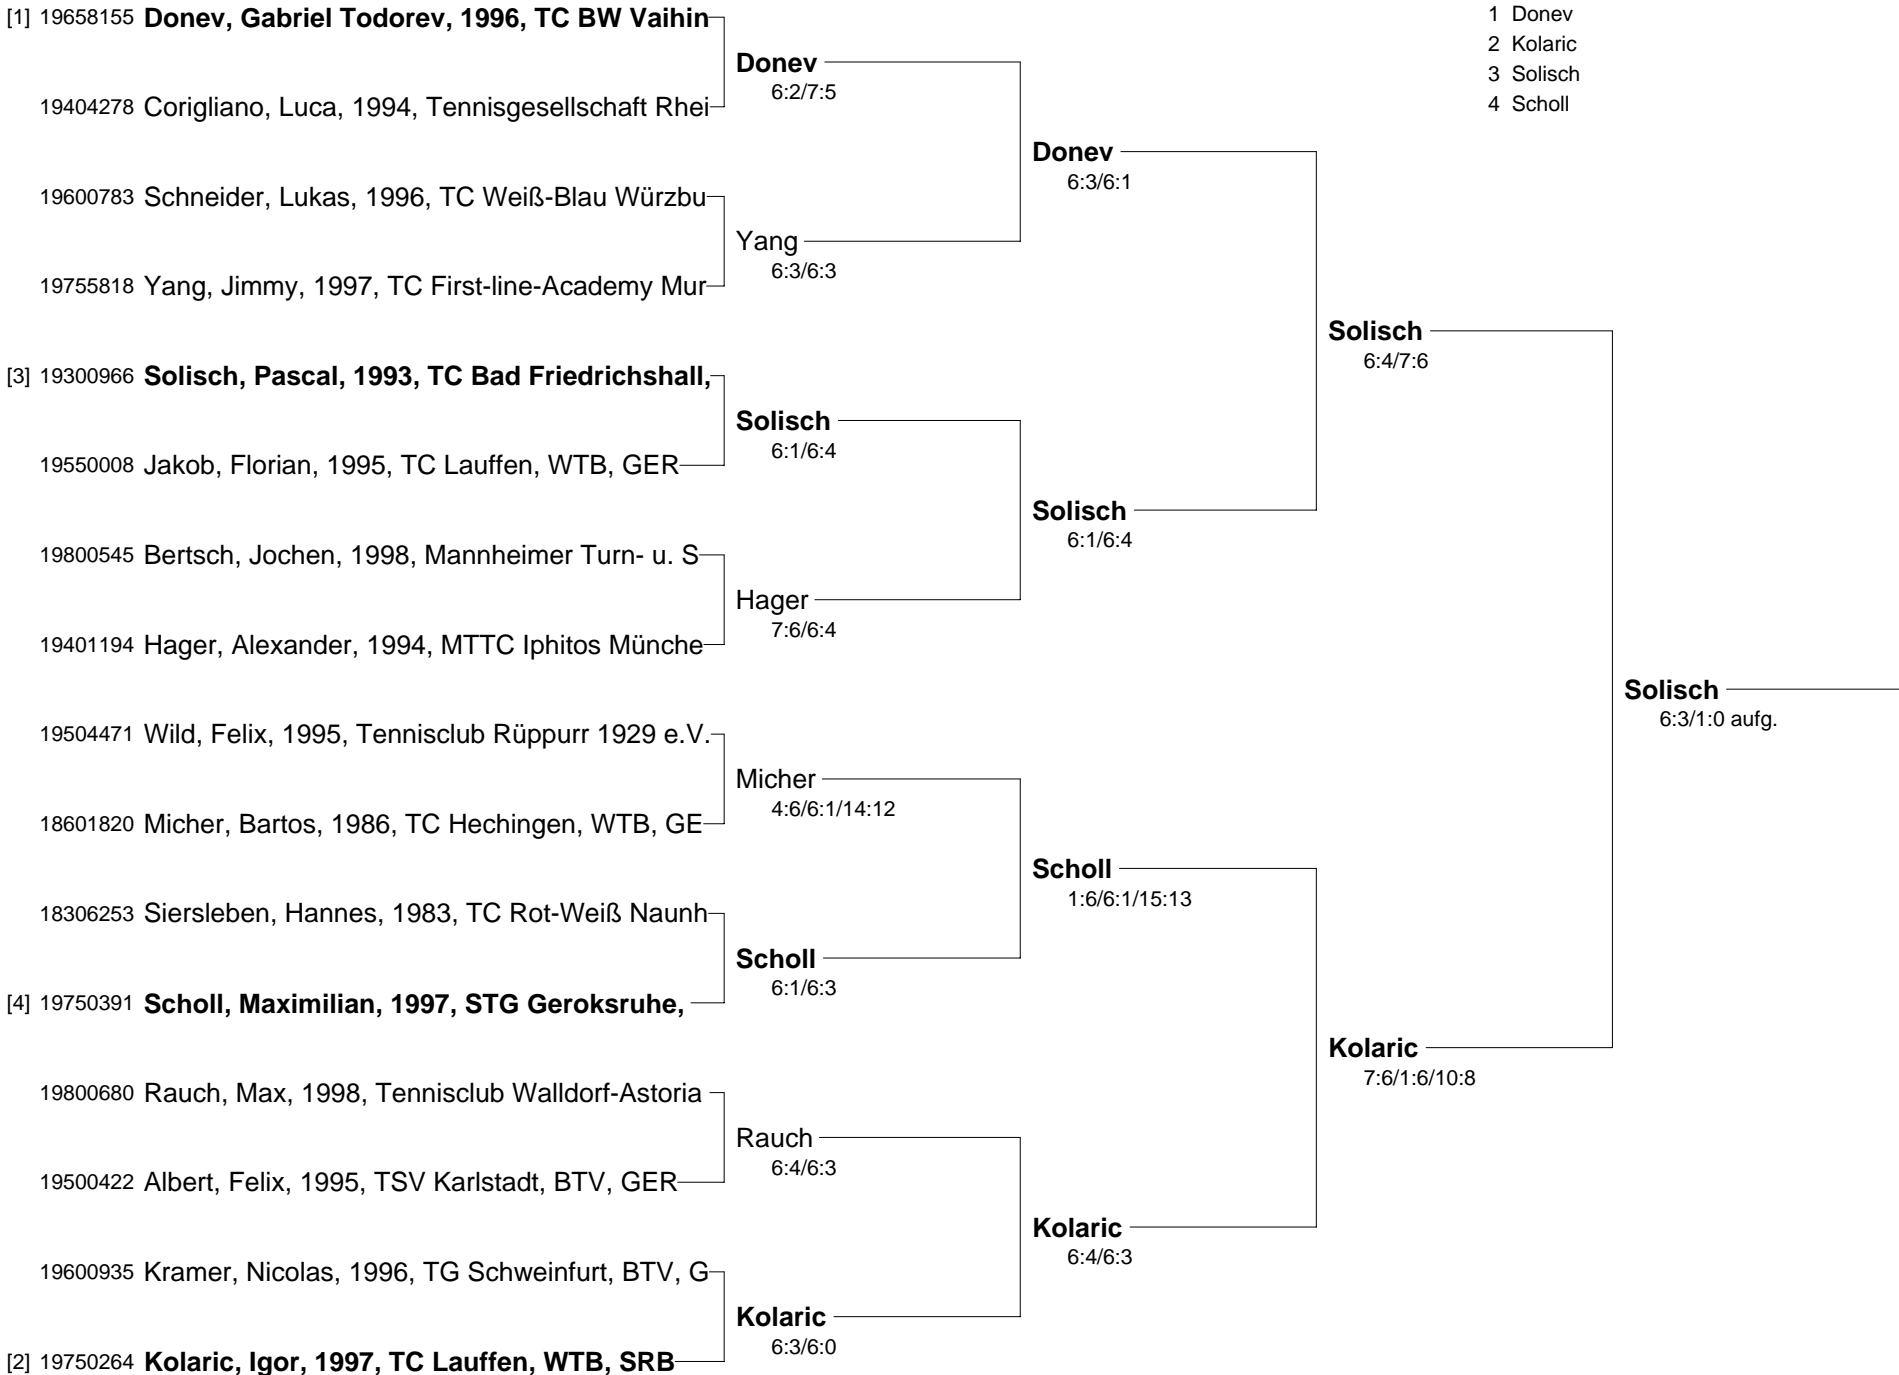 [1] 19658155 Donev, Gabriel Todorev, 1996, TC BW Vaihin
19404278 Corigliano, Luca, 1994, Tennisgesellschaft Rhei
19600783 Schneider, Lukas, 1996, TC Weiß-Blau Würzbu
19755818 Yang, Jimmy, 1997, TC First-line-Academy Mur
[3] 19300966 Solisch, Pascal, 1993, TC Bad Friedrichshall,
19550008 Jakob, Florian, 1995, TC Lauffen, WTB, GER
19800545 Bertsch, Jochen, 1998, Mannheimer Turn- u. S
19401194 Hager, Alexander, 1994, MTTC Iphitos Münche
19504471 Wild, Felix, 1995, Tennisclub Rüppurr 1929 e.V.
18601820 Micher, Bartos, 1986, TC Hechingen, WTB, GE
18306253 Siersleben, Hannes, 1983, TC Rot-Weiß Naunh
[4] 19750391 Scholl, Maximilian, 1997, STG Geroksruhe,
19800680 Rauch, Max, 1998, Tennisclub Walldorf-Astoria
19500422 Albert, Felix, 1995, TSV Karlstadt, BTV, GER
19600935 Kramer, Nicolas, 1996, TG Schweinfurt, BTV, G
[2] 19750264 Kolaric, Igor, 1997, TC Lauffen, WTB, SRB
Donev
6:2/7:5
Yang
6:3/6:3
Solisch
6:1/6:4
Hager
7:6/6:4
Micher
4:6/6:1/14:12
Scholl
6:1/6:3
Rauch
6:4/6:3
Kolaric
6:3/6:0
Donev
6:3/6:1
Solisch
6:1/6:4
Scholl
1:6/6:1/15:13
Kolaric
6:4/6:3
Solisch
6:4/7:6
Kolaric
7:6/1:6/10:8
Solisch
6:3/1:0 aufg.
1 Donev
2 Kolaric
3 Solisch
4 Scholl